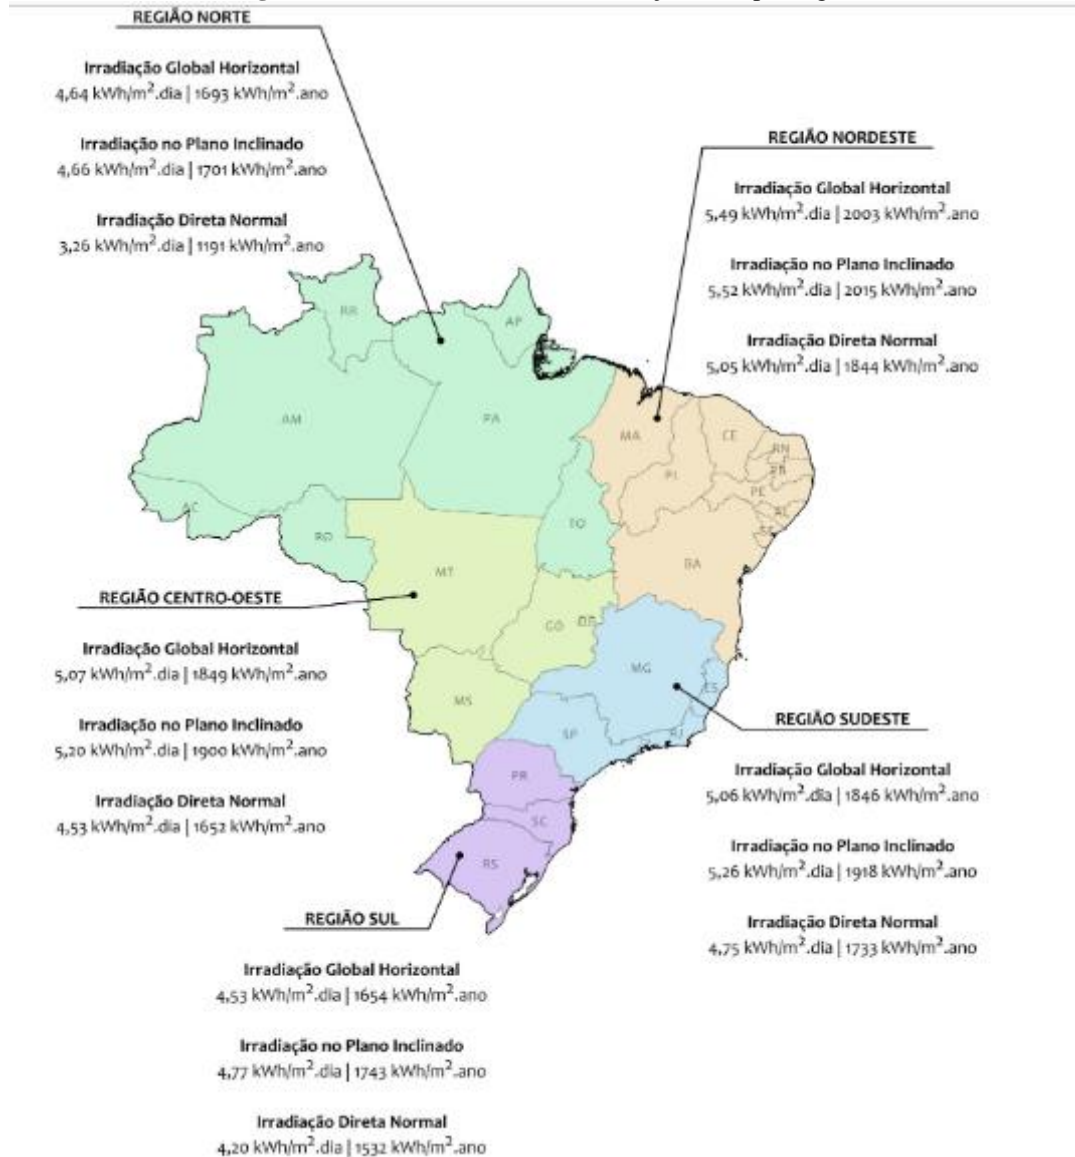 REGIÃO NORTE
Irradiação Global Horizontal
4,64 kWh/m².dia | 1693 kWh/m².ano
Irradiação no Plano Inclinado
4,66 kWh/m².dia | 1701 kWh/m².ano
Irradiação Direta Normal
3,26 kWh/m².dia | 1191 kWh/m².ano
REGIÃO NORDESTE
Irradiação Global Horizontal
5,49 kWh/m².dia | 2003 kWh/m².ano
Irradiação no Plano Inclinado
5,52 kWh/m².dia | 2015 kWh/m².ano
Irradiação Direta Normal
5,05 kWh/m².dia | 1844 kWh/m².ano
RR
AP
AM
PA
MA
CE
RN
PB
PI
PE
AL
SE
AC
RO
TO
BA
MT
GO
DF
MG
ES
MS
SP
RJ
PR
SC
RS
REGIÃO CENTRO-OESTE
Irradiação Global Horizontal
5,07 kWh/m².dia | 1849 kWh/m².ano
Irradiação no Plano Inclinado
5,20 kWh/m².dia | 1900 kWh/m².ano
Irradiação Direta Normal
4,53 kWh/m².dia | 1652 kWh/m².ano
REGIÃO SUDESTE
Irradiação Global Horizontal
5,06 kWh/m².dia | 1846 kWh/m².ano
Irradiação no Plano Inclinado
5,26 kWh/m².dia | 1918 kWh/m².ano
Irradiação Direta Normal
4,75 kWh/m².dia | 1733 kWh/m².ano
REGIÃO SUL
Irradiação Global Horizontal
4,53 kWh/m².dia | 1654 kWh/m².ano
Irradiação no Plano Inclinado
4,77 kWh/m².dia | 1743 kWh/m².ano
Irradiação Direta Normal
4,20 kWh/m².dia | 1532 kWh/m².ano